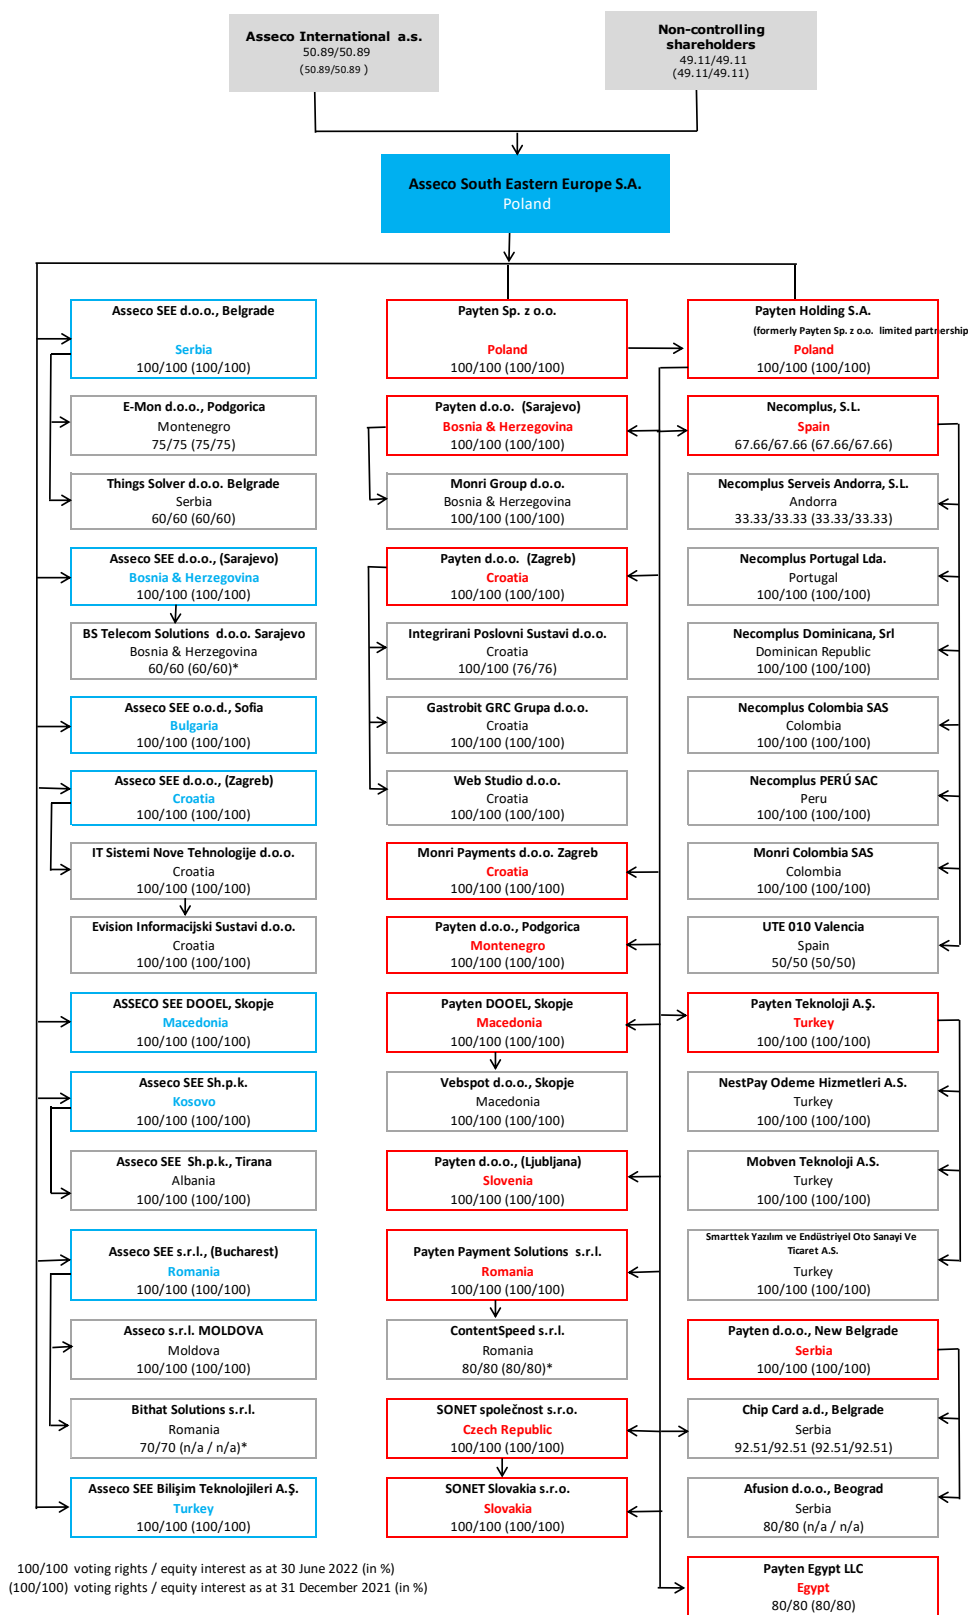 Asseco International a.s.
50.89/50.89
(50.89/50.89 )
Non-controlling
shareholders
49.11/49.11
(49.11/49.11)
Asseco South Eastern Europe S.A.
Poland
Asseco SEE d.o.o., Belgrade
Serbia
100/100 (100/100)
E-Mon d.o.o., Podgorica
Montenegro
75/75 (75/75)
Things Solver d.o.o. Belgrade
Serbia
60/60 (60/60)
Asseco SEE d.o.o., (Sarajevo)
Bosnia & Herzegovina
100/100 (100/100)
BS Telecom Solutions d.o.o. Sarajevo
Bosnia & Herzegovina
60/60 (60/60)*
Asseco SEE o.o.d., Sofia
Bulgaria
100/100 (100/100)
Asseco SEE d.o.o., (Zagreb)
Croatia
100/100 (100/100)
IT Sistemi Nove Tehnologije d.o.o.
Croatia
100/100 (100/100)
Evision Informacijski Sustavi d.o.o.
Croatia
100/100 (100/100)
ASSECO SEE DOOEL, Skopje
Macedonia
100/100 (100/100)
Asseco SEE Sh.p.k.
Kosovo
100/100 (100/100)
Asseco SEE Sh.p.k., Tirana
Albania
100/100 (100/100)
Asseco SEE s.r.l., (Bucharest)
Romania
100/100 (100/100)
Asseco s.r.l. MOLDOVA
Moldova
100/100 (100/100)
Bithat Solutions s.r.l.
Romania
70/70 (n/a / n/a)*
Asseco SEE Bilişim Teknolojileri A.Ş.
Turkey
100/100 (100/100)
Payten Sp. z o.o.
Poland
100/100 (100/100)
Payten d.o.o. (Sarajevo)
Bosnia & Herzegovina
100/100 (100/100)
Monri Group d.o.o.
Bosnia & Herzegovina
100/100 (100/100)
Payten d.o.o. (Zagreb)
Croatia
100/100 (100/100)
Integrirani Poslovni Sustavi d.o.o.
Croatia
100/100 (76/76)
Gastrobit GRC Grupa d.o.o.
Croatia
100/100 (100/100)
Web Studio d.o.o.
Croatia
100/100 (100/100)
Monri Payments d.o.o. Zagreb
Croatia
100/100 (100/100)
Payten d.o.o., Podgorica
Montenegro
100/100 (100/100)
Payten DOOEL, Skopje
Macedonia
100/100 (100/100)
Vebspot d.o.o., Skopje
Macedonia
100/100 (100/100)
Payten d.o.o., (Ljubljana)
Slovenia
100/100 (100/100)
Payten Payment Solutions s.r.l.
Romania
100/100 (100/100)
ContentSpeed s.r.l.
Romania
80/80 (80/80)*
SONET společnost s.r.o.
Czech Republic
100/100 (100/100)
SONET Slovakia s.r.o.
Slovakia
100/100 (100/100)
Payten Holding S.A.
(formerly Payten Sp. z o.o. limited partnership
Poland
100/100 (100/100)
Necomplus, S.L.
Spain
67.66/67.66 (67.66/67.66)
Necomplus Serveis Andorra, S.L.
Andorra
33.33/33.33 (33.33/33.33)
Necomplus Portugal Lda.
Portugal
100/100 (100/100)
Necomplus Dominicana, Srl
Dominican Republic
100/100 (100/100)
Necomplus Colombia SAS
Colombia
100/100 (100/100)
Necomplus PERÚ SAC
Peru
100/100 (100/100)
Monri Colombia SAS
Colombia
100/100 (100/100)
UTE 010 Valencia
Spain
50/50 (50/50)
Payten Teknoloji A.Ş.
Turkey
100/100 (100/100)
NestPay Odeme Hizmetleri A.S.
Turkey
100/100 (100/100)
Mobven Teknoloji A.S.
Turkey
100/100 (100/100)
Smarttek Yazılım ve Endüstriyel Oto Sanayi Ve
Ticaret A.S.
Turkey
100/100 (100/100)
Payten d.o.o., New Belgrade
Serbia
100/100 (100/100)
Chip Card a.d., Belgrade
Serbia
92.51/92.51 (92.51/92.51)
Afusion d.o.o., Beograd
Serbia
80/80 (n/a / n/a)
Payten Egypt LLC
Egypt
80/80 (80/80)
100/100 voting rights / equity interest as at 30 June 2022 (in %)
(100/100) voting rights / equity interest as at 31 December 2021 (in %)